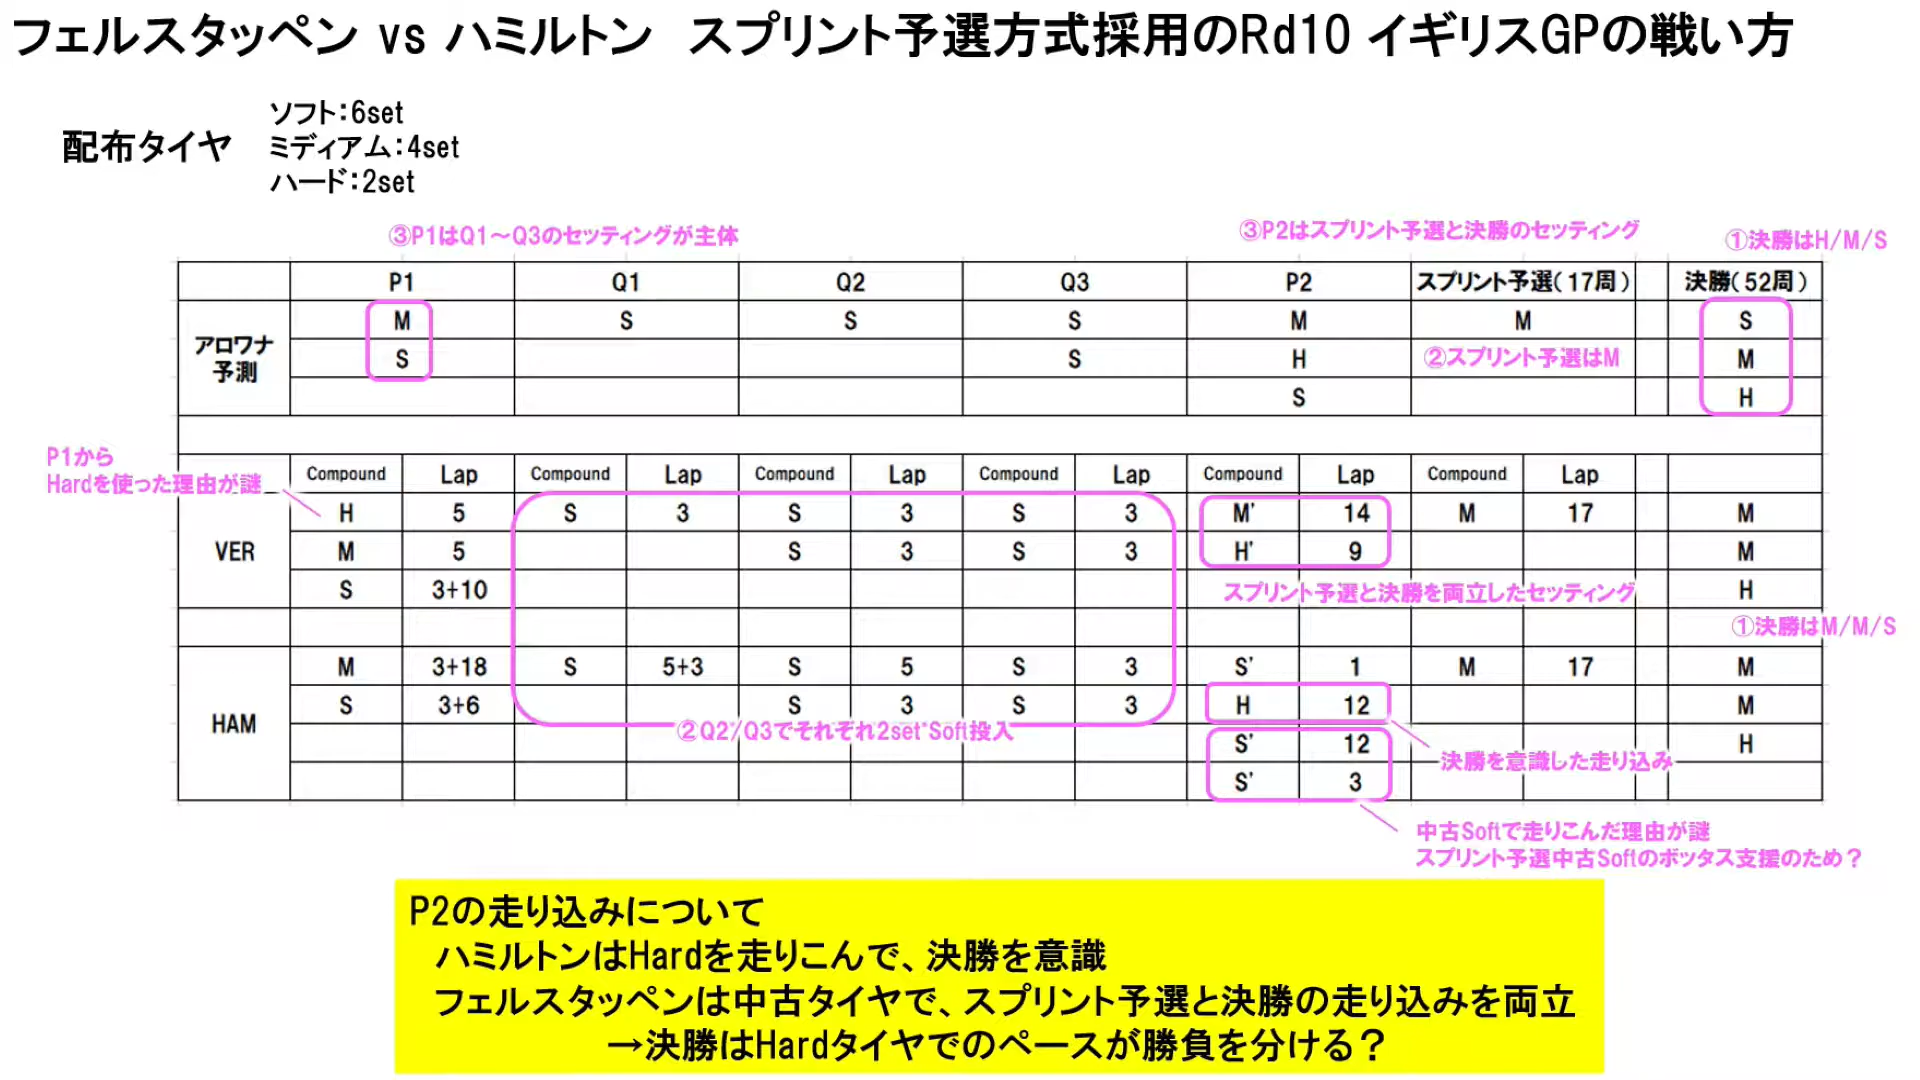 フェルスタッペン vs ハミルトン　スプリント予選方式採用のRd10 イギリスGPの戦い方
配布タイヤ
ソフト：6set
ミディアム：4set
ハード：2set
③P1はQ1～Q3のセッティングが主体
③P2はスプリント予選と決勝のセッティング
①決勝はH/M/S
P1 Q1 Q2 Q3 P2 スプリント予選（17周） 決勝（52周）
アロワナ
予測
M S S S M M S
S S H ②スプリント予選はM M
S H
P1から
Hardを使った理由が謎
Compound Lap Compound Lap Compound Lap Compound Lap Compound Lap Compound Lap
VER
H 5 S 3 S 3 S 3 M' 14 M 17 M
M 5 S 3 S 3 H' 9 M
S 3+10 スプリント予選と決勝を両立したセッティング H
①決勝はM/M/S
HAM
M 3+18 S 5+3 S 5 S 3 S' 1 M 17 M
S 3+6 S 3 S 3 H 12 M
②Q2/Q3でそれぞれ2set Soft投入
S' 12 H
決勝を意識した走り込み
S' 3
中古Softで走りこんだ理由が謎
スプリント予選中古Softのボッタス支援のため？
P2の走り込みについて
ハミルトンはHardを走りこんで、決勝を意識
フェルスタッペンは中古タイヤで、スプリント予選と決勝の走り込みを両立
→決勝はHardタイヤでのペースが勝負を分ける？